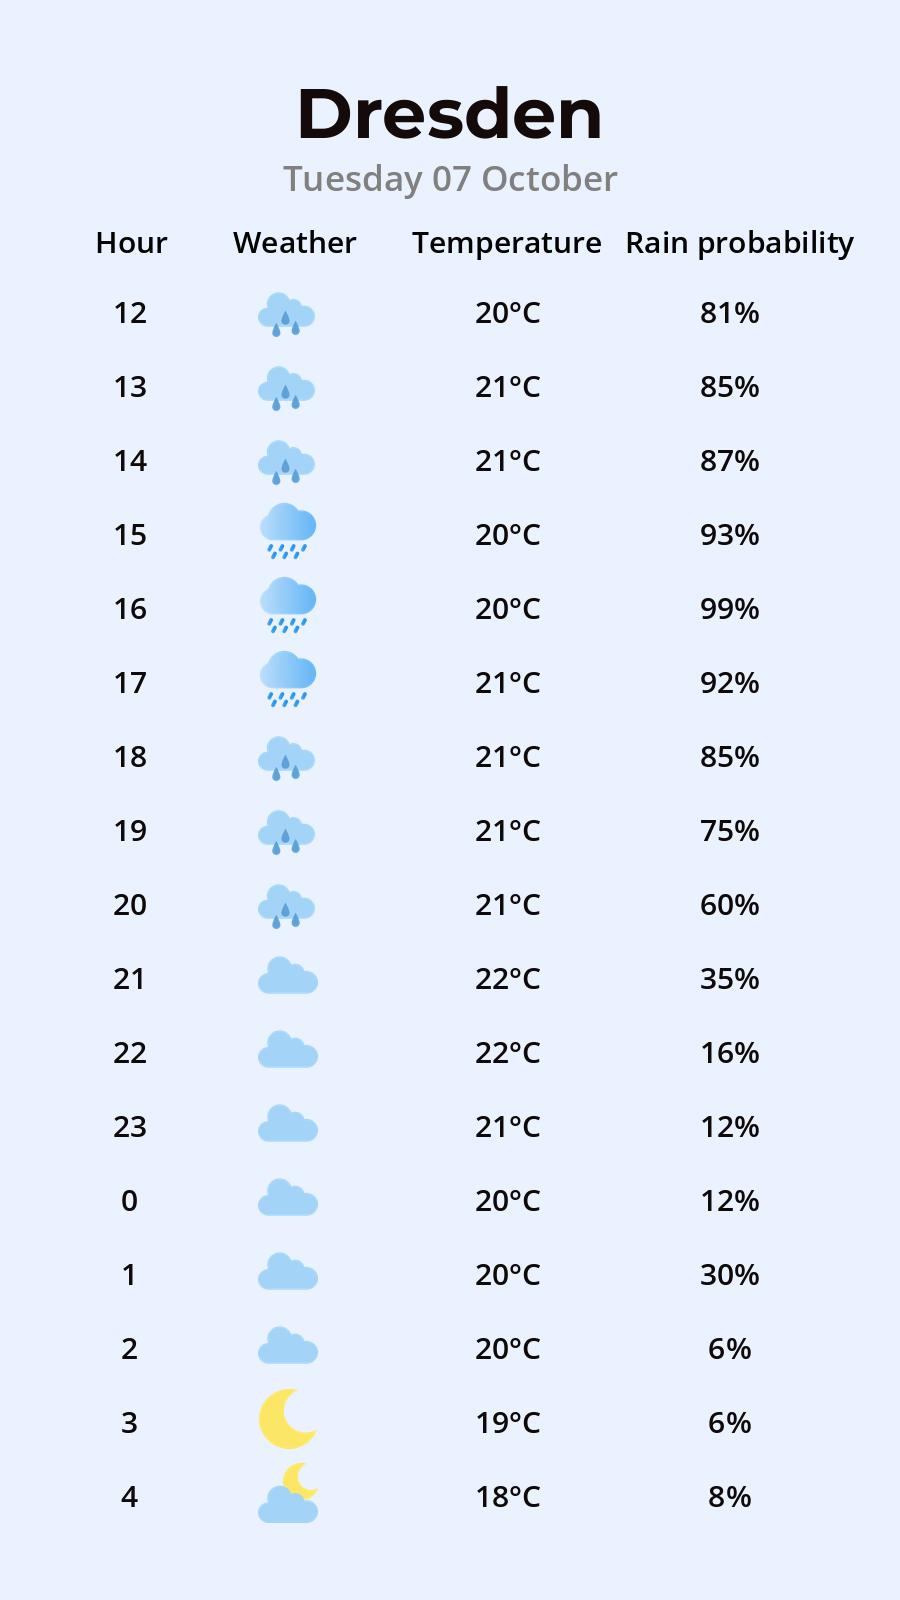 Dresden
Tuesday 07 October
Hour Weather Temperature Rain probability
12 20°C 81%
13 21°C 85%
14 21°C 87%
15 20°C 93%
16 20°C 99%
17 21°C 92%
18 21°C 85%
19 21°C 75%
20 21°C 60%
21 22°C 35%
22 22°C 16%
23 21°C 12%
0 20°C 12%
1 20°C 30%
2 20°C 6%
3 19°C 6%
4 18°C 8%